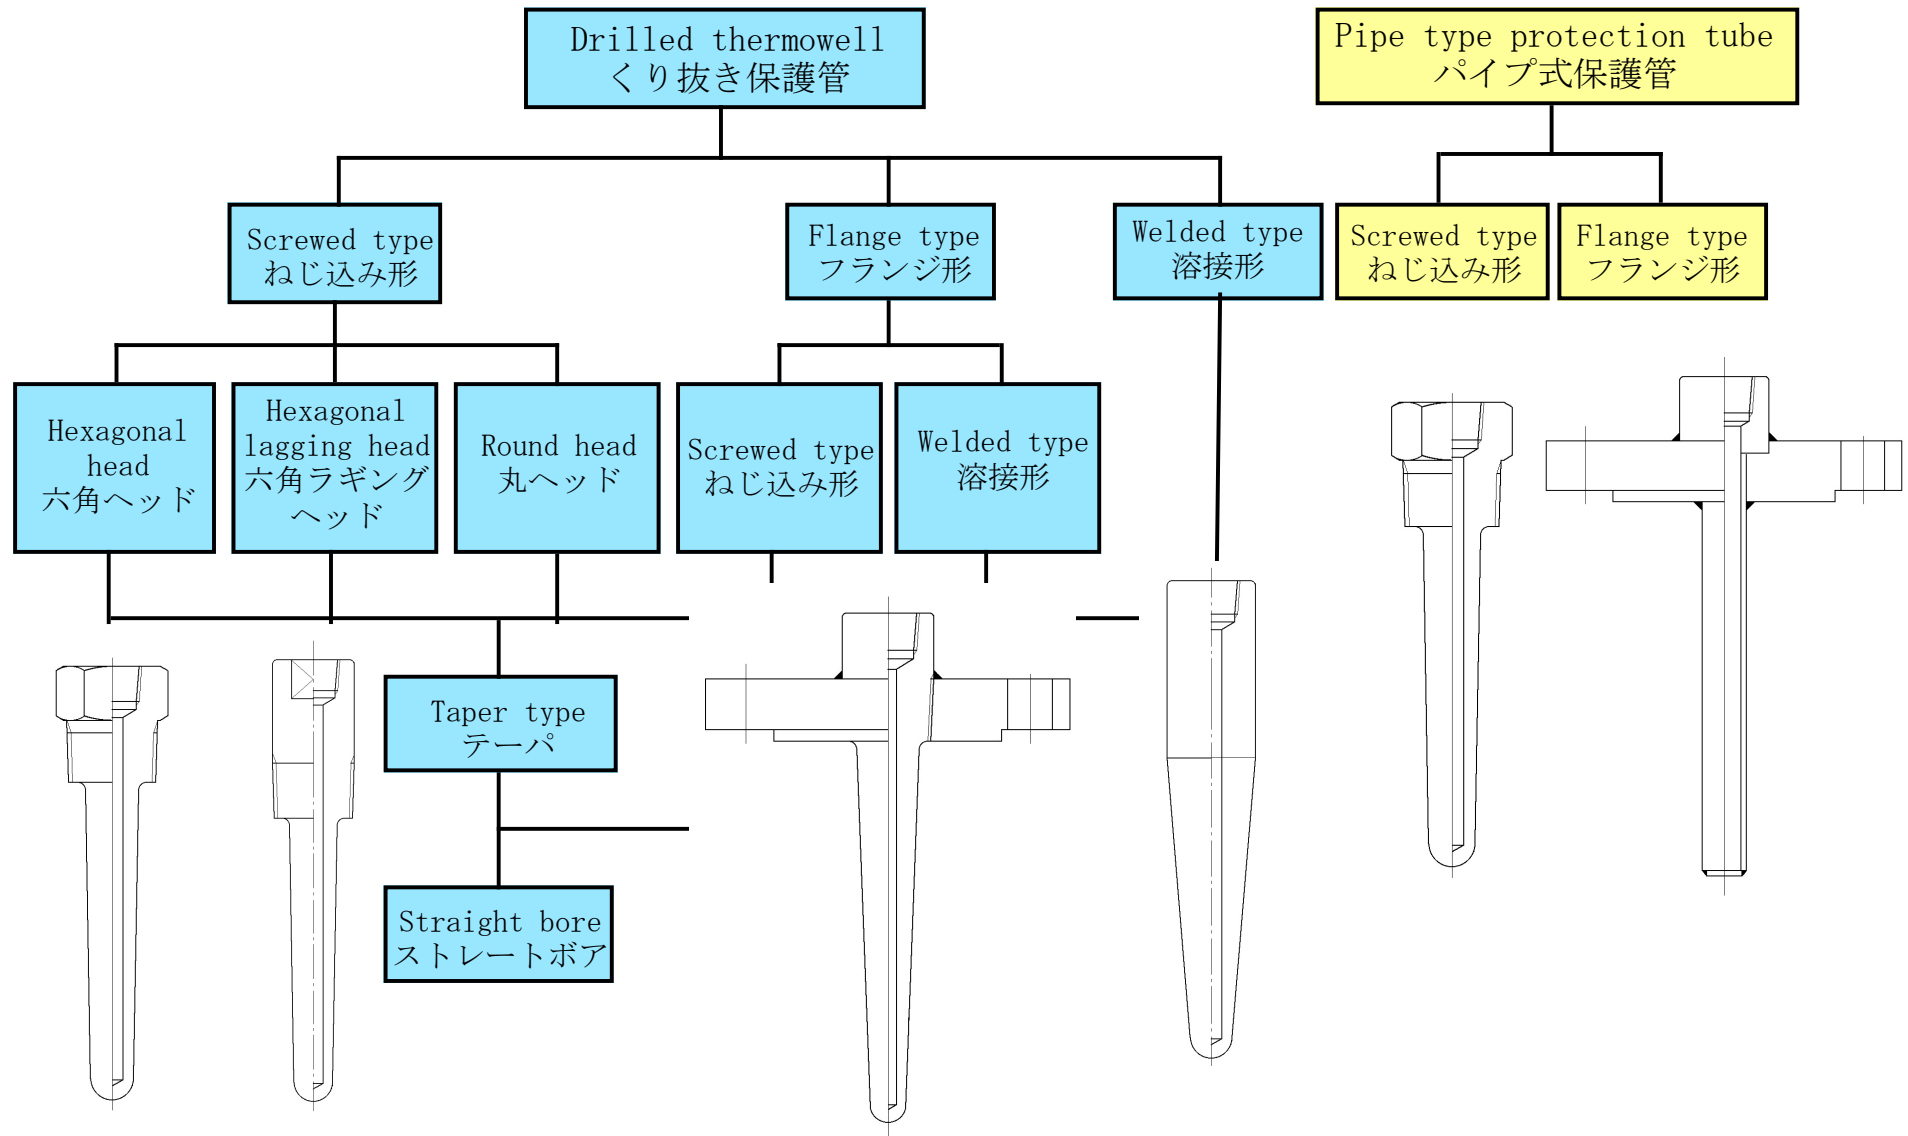 Drilled thermowell
くり抜き保護管
Pipe type protection tube
パイプ式保護管
Screwed type
ねじ込み形
Flange type
フランジ形
Welded type
溶接形
Screwed type
ねじ込み形
Flange type
フランジ形
Hexagonal
head
六角ヘッド
Hexagonal
lagging head
六角ラギング
ヘッド
Round head
丸ヘッド
Screwed type
ねじ込み形
Welded type
溶接形
Taper type
テーパ
Straight bore
ストレートボア